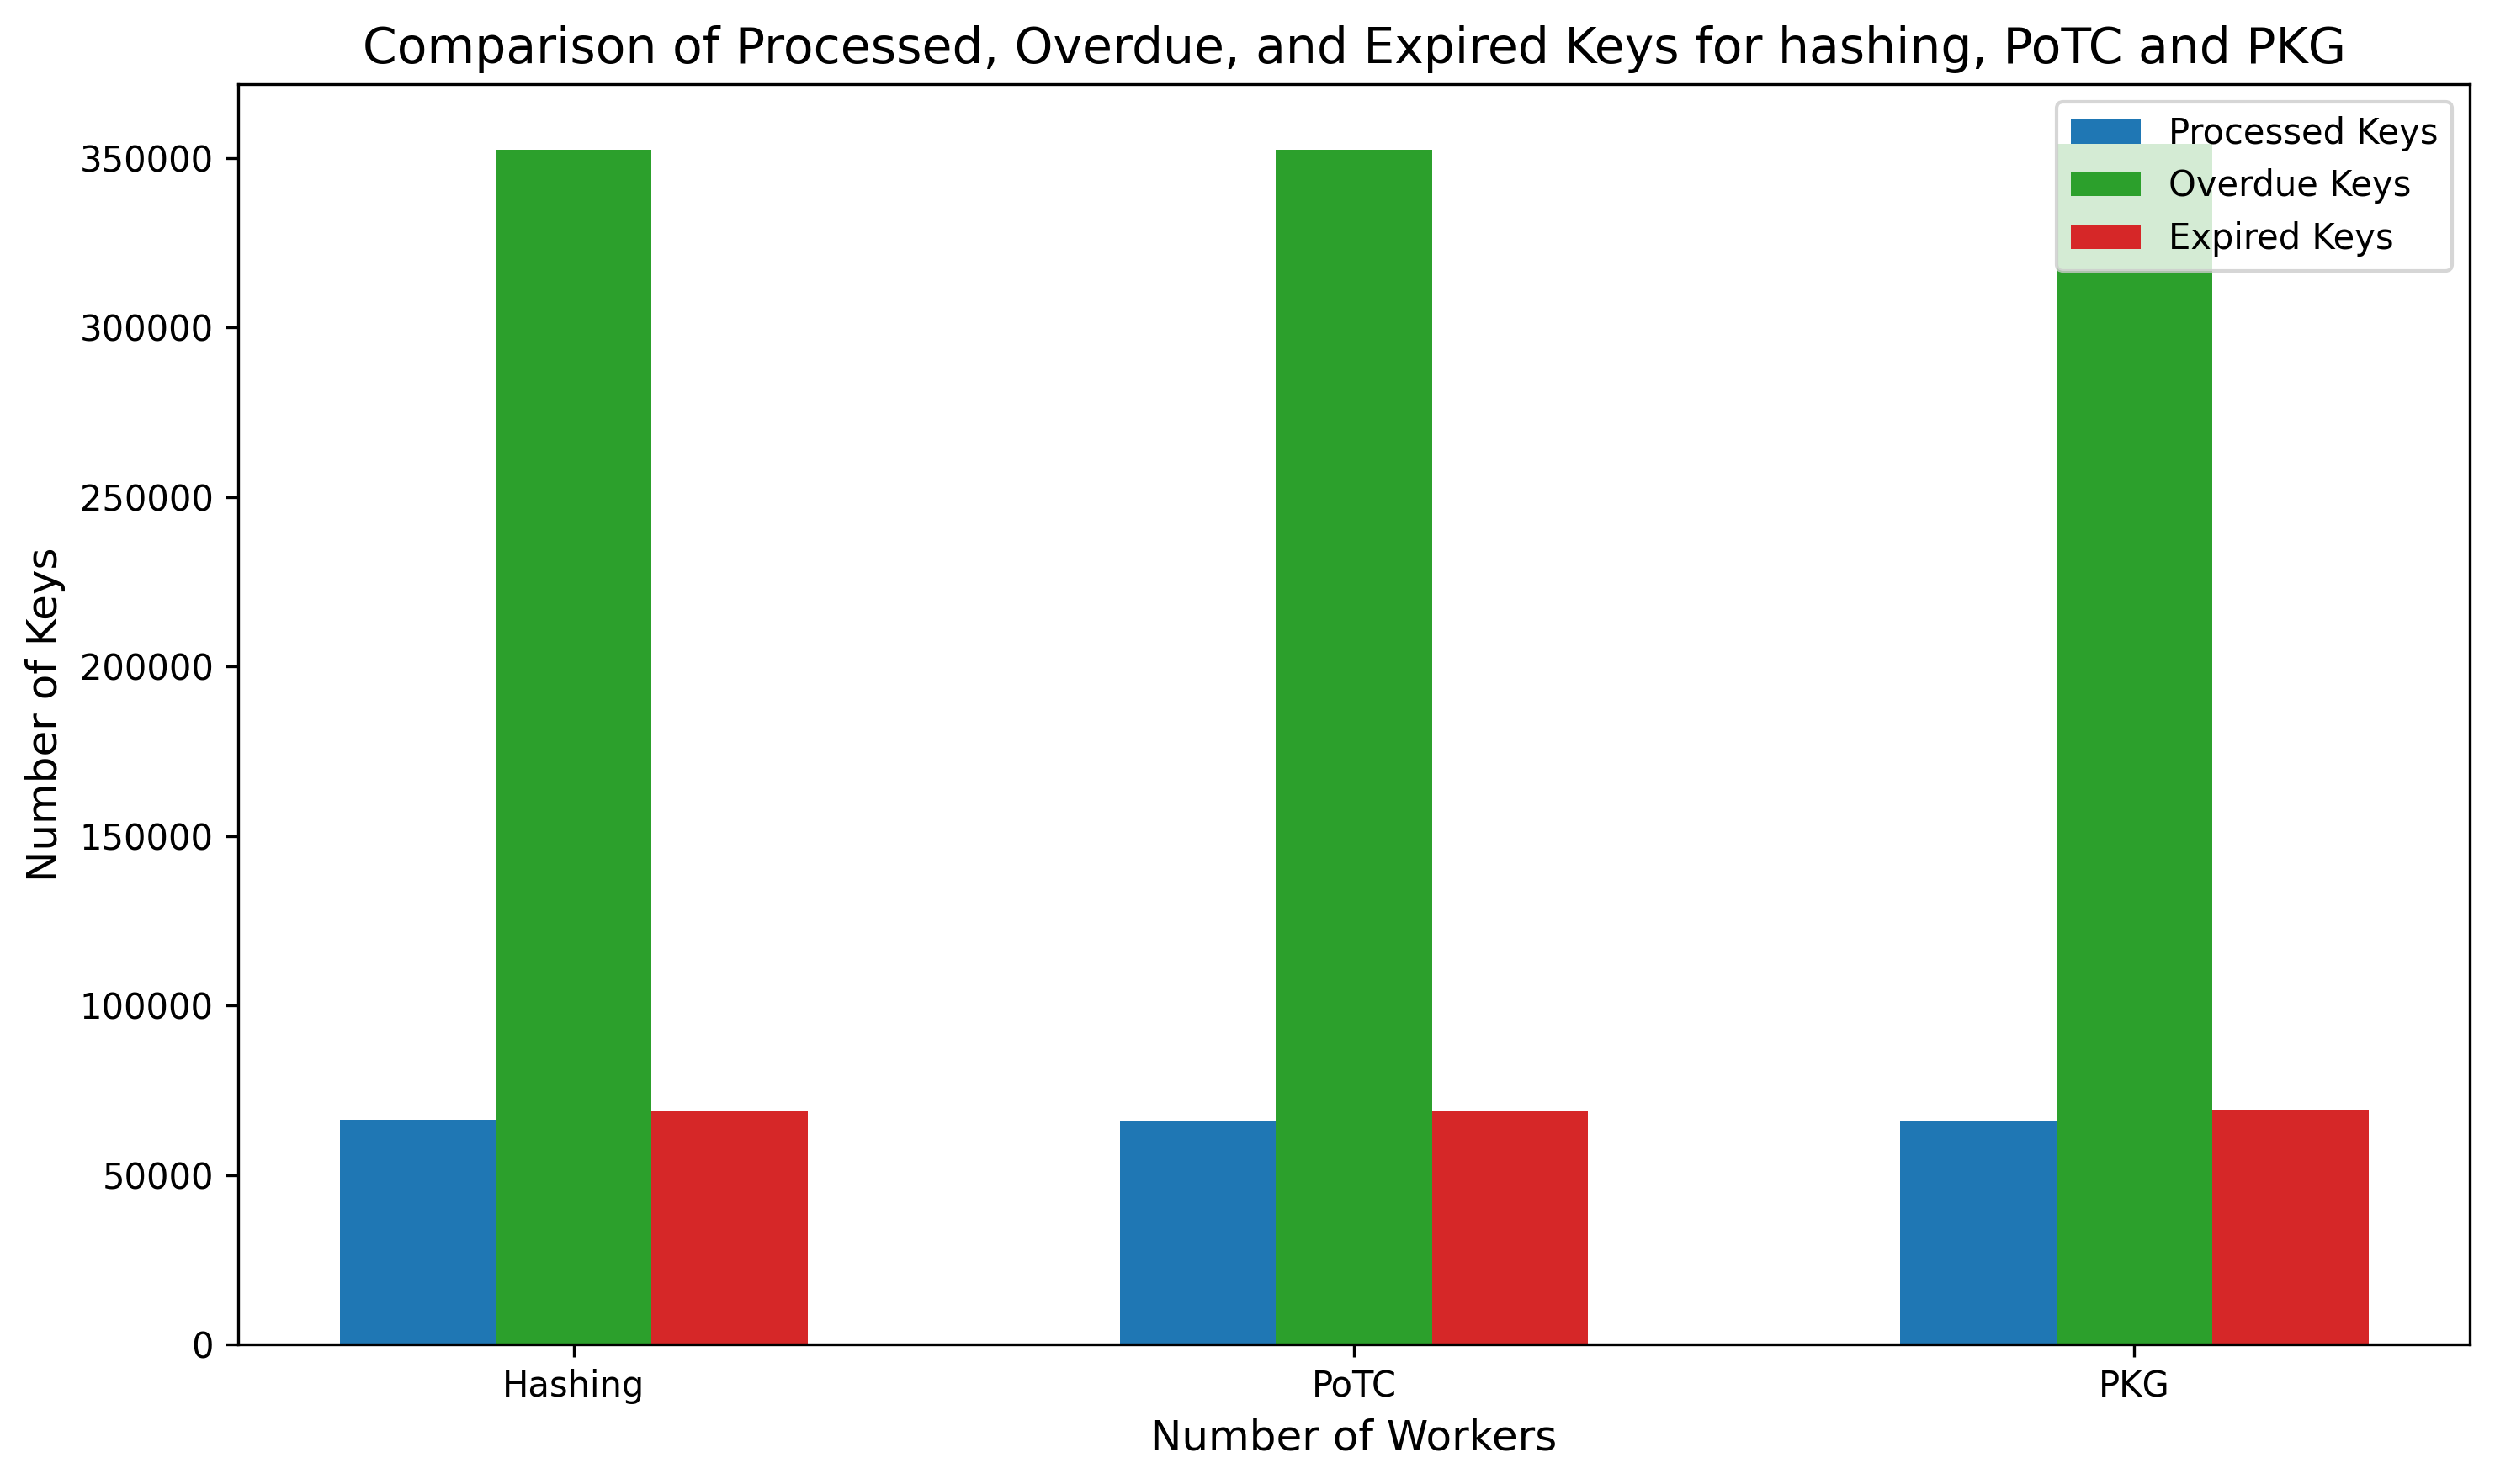 Comparison of Processed, Overdue, and Expired Keys for hashing, PoTC and PKG
Processed Keys
Overdue Keys
Expired Keys
Number of Keys
350000
300000
250000
200000
150000
100000
50000
0
Hashing
PoTC
PKG
Number of Workers